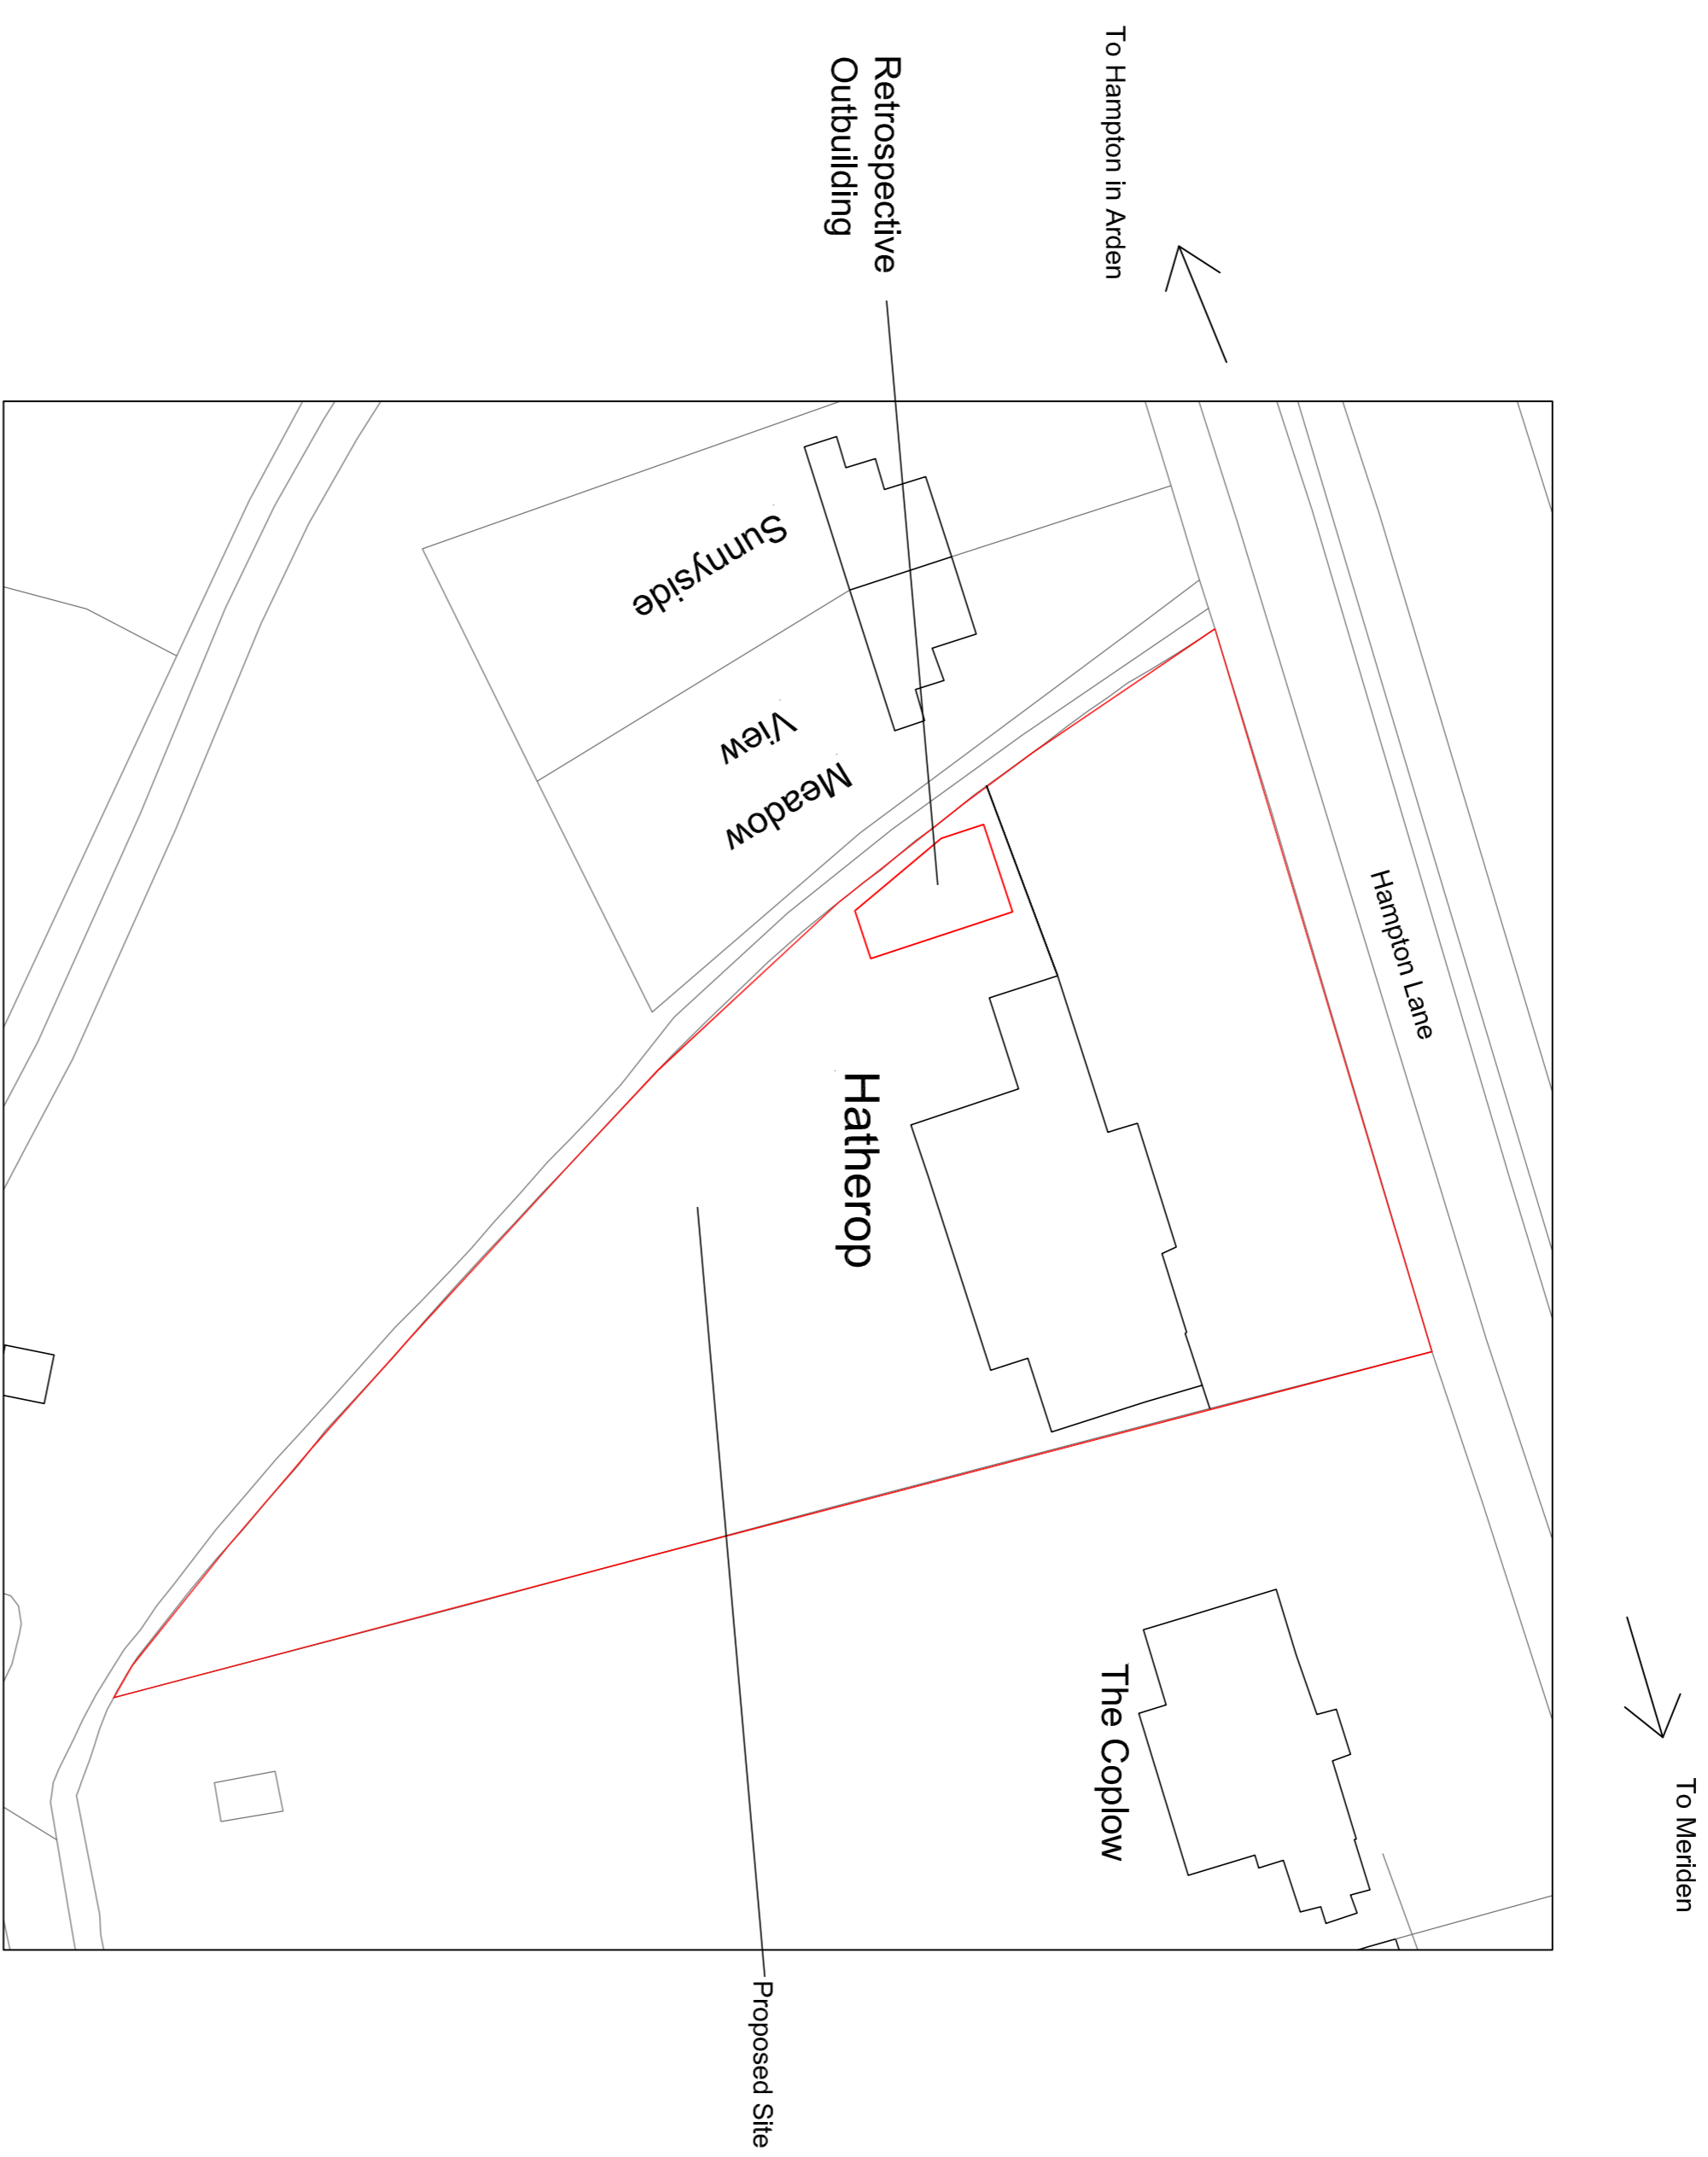 To Meriden
Hampton Lane
To Hampton in Arden
The Coplow
Retrospective
Outbuilding
Hatherop
Meadow
View
Sunnyside
Proposed Site